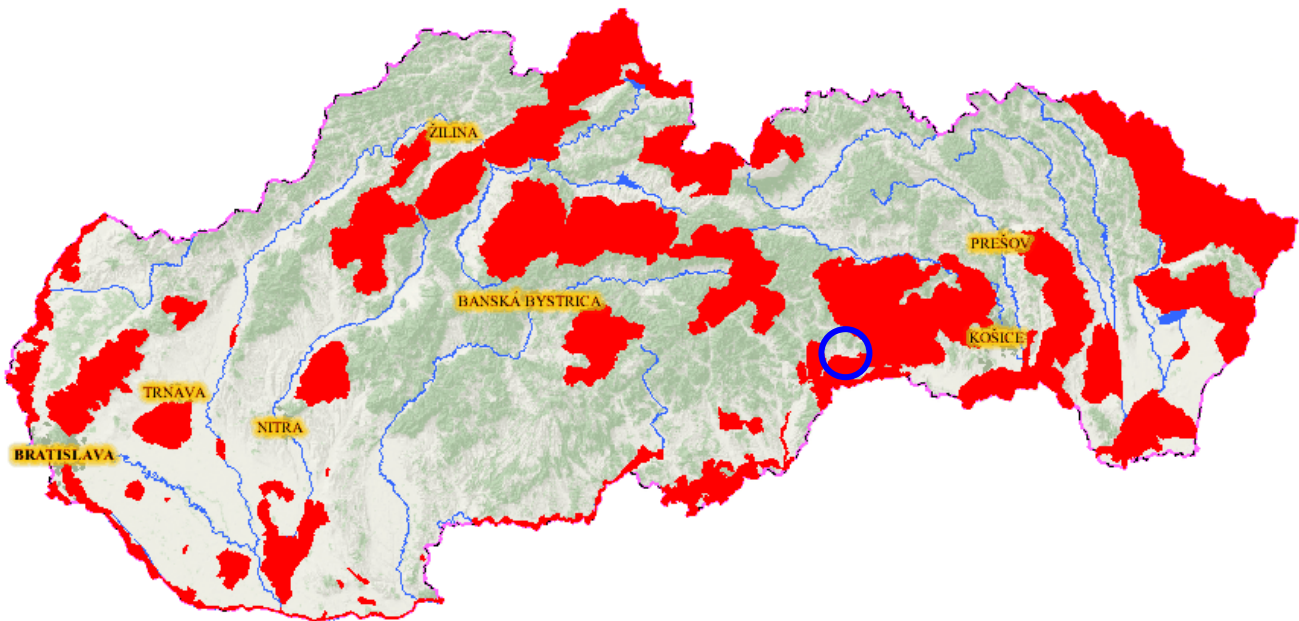 ŽILINA
PREŠOV
BANSKÁ BYSTRICA
KOŠICE
TRNAVA
NITRA
BRATISLAVA